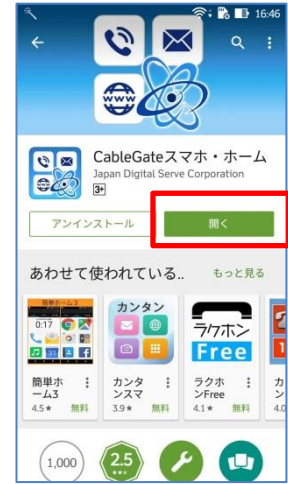 16:46
www
CableGateスマホ・ホーム
Japan Digital Serve Corporation
3+
アンインストール
開く
あわせて使われている..
もっと見る
簡単ホーム3
0:17
カンタン
ラクホン
Free
簡単ホ
ーム3
4.5★ 無料
カンタ
ンスマ
3.9★ 無料
ラクホ
ンFree
4.1★ 無料
カ
ン
4.0
1,000
2.5